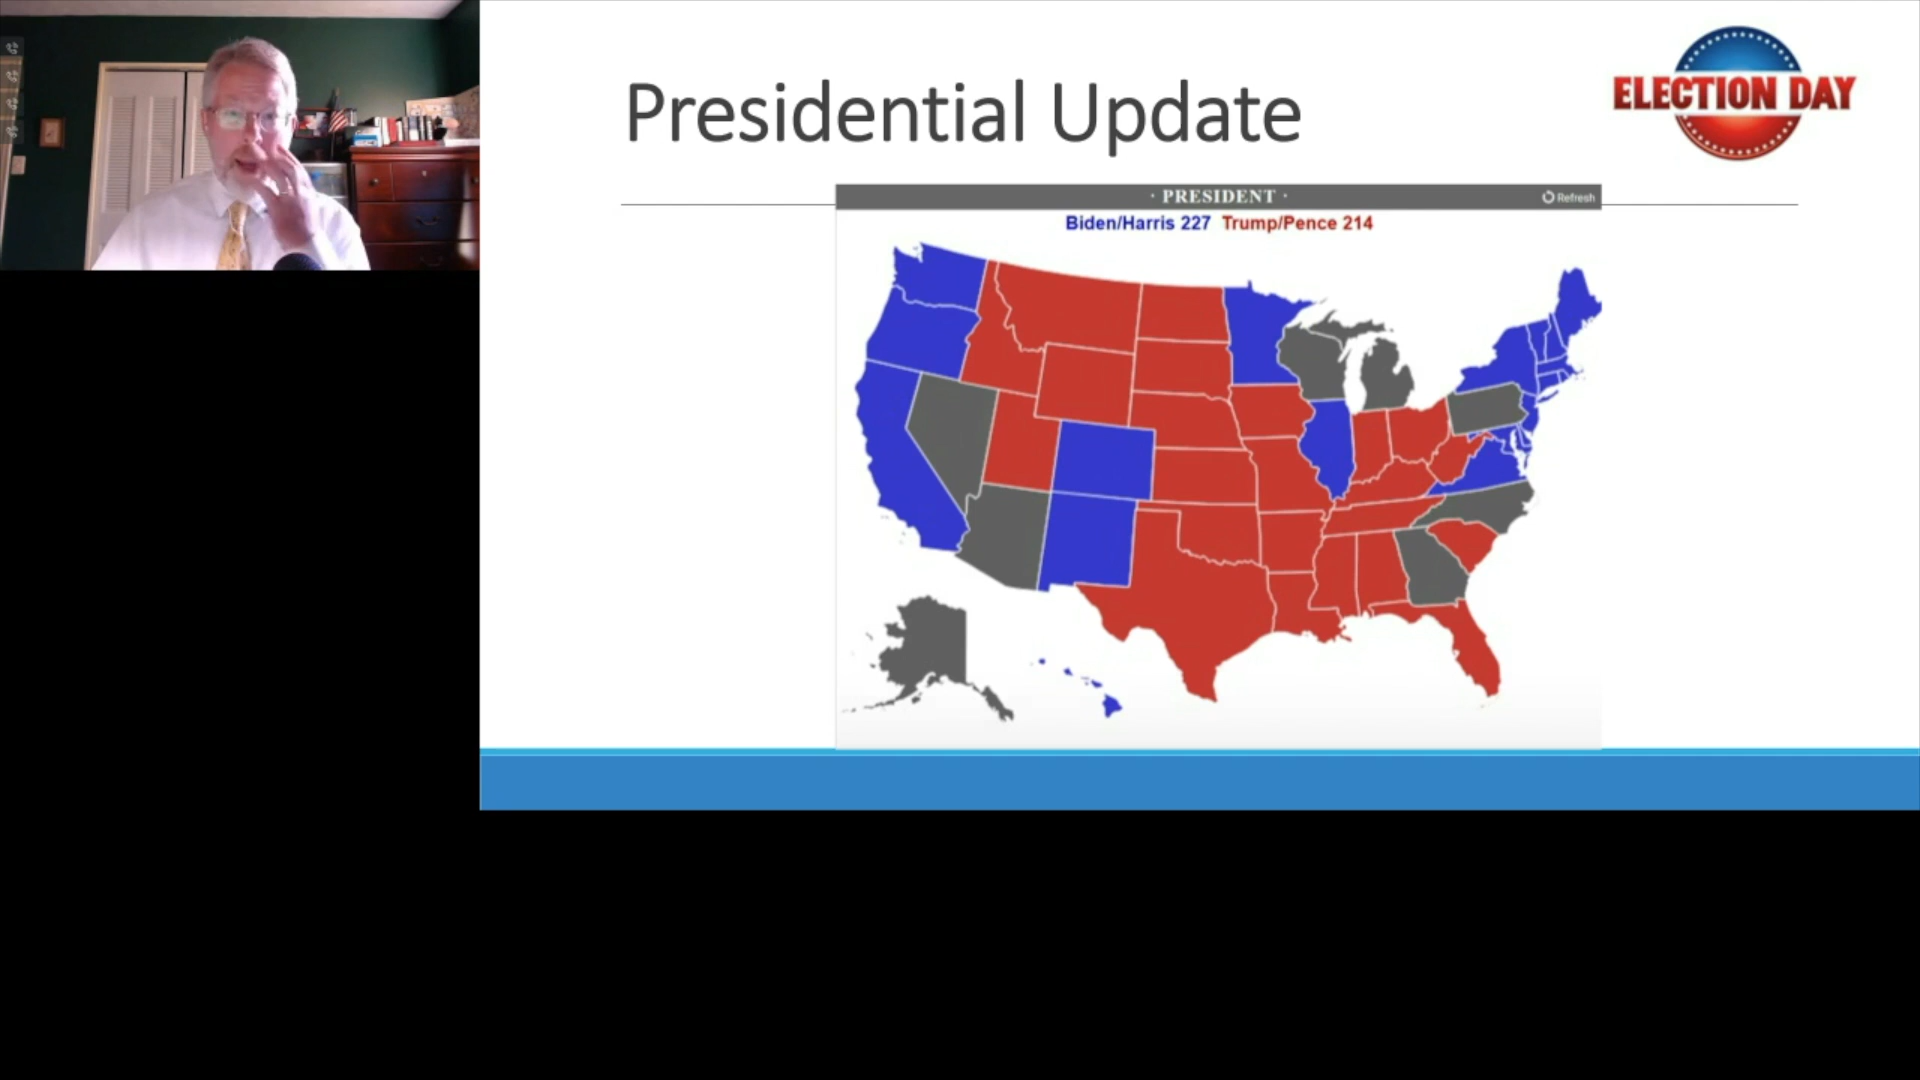 Presidential Update
ELECTION DAY
· PRESIDENT ·
Refresh
Biden/Harris 227 Trump/Pence 214